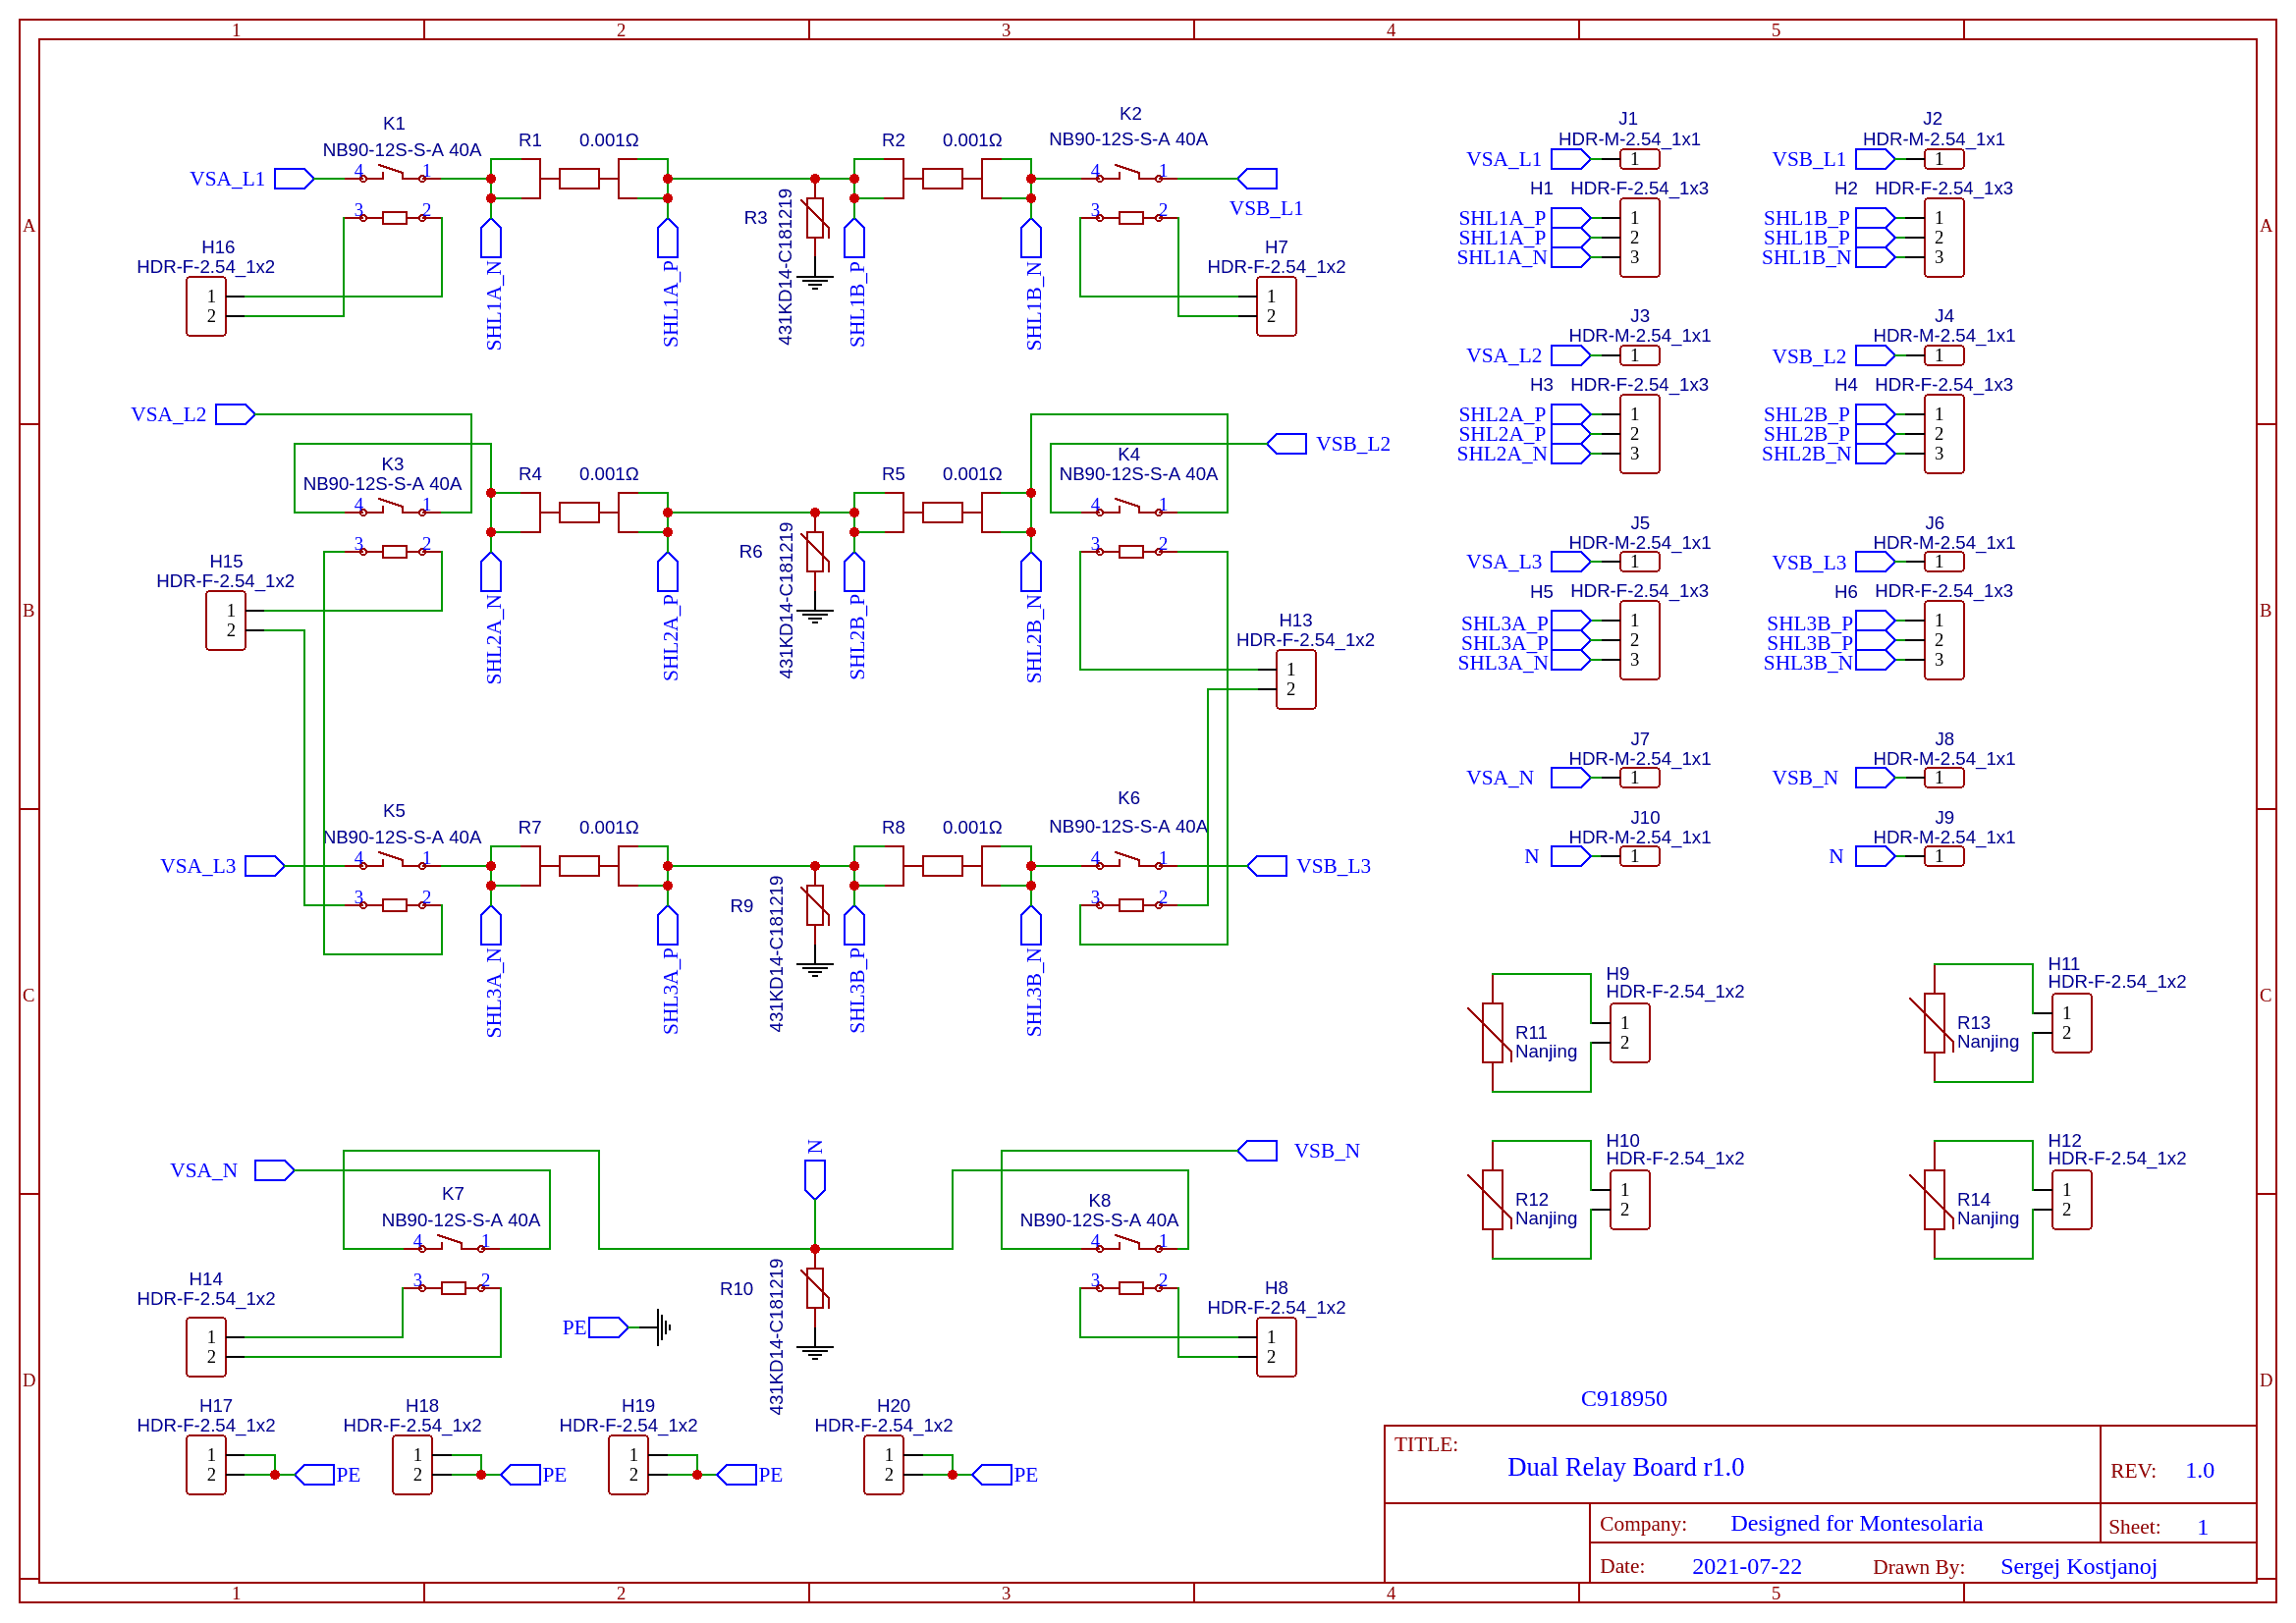 1 2 3 4 5
A
A
B
B
C
C
D
D
K1
NB90-12S-S-A 40A
VSA_L1
4 1
3 2
H16
HDR-F-2.54_1x2
1
2
R1 0.001Ω
SHL1A_N
SHL1A_P
R3
431KD14-C181219
R2 0.001Ω
SHL1B_P
SHL1B_N
K2
NB90-12S-S-A 40A
4 1
3 2
VSB_L1
H7
HDR-F-2.54_1x2
1
2
VSA_L2
K3
NB90-12S-S-A 40A
4 1
3 2
H15
HDR-F-2.54_1x2
1
2
R4 0.001Ω
SHL2A_N
SHL2A_P
R6
431KD14-C181219
R5 0.001Ω
SHL2B_P
SHL2B_N
K4
NB90-12S-S-A 40A
4 1
3 2
VSB_L2
H13
HDR-F-2.54_1x2
1
2
K5
NB90-12S-S-A 40A
VSA_L3
4 1
3 2
R7 0.001Ω
SHL3A_N
SHL3A_P
R9
431KD14-C181219
R8 0.001Ω
SHL3B_P
SHL3B_N
K6
NB90-12S-S-A 40A
4 1
3 2
VSB_L3
VSA_N
K7
NB90-12S-S-A 40A
4 1
3 2
H14
HDR-F-2.54_1x2
1
2
N
R10
431KD14-C181219
PE
VSB_N
K8
NB90-12S-S-A 40A
4 1
3 2
H8
HDR-F-2.54_1x2
1
2
H17
HDR-F-2.54_1x2
1
2
PE
H18
HDR-F-2.54_1x2
1
2
PE
H19
HDR-F-2.54_1x2
1
2
PE
H20
HDR-F-2.54_1x2
1
2
PE
J1
HDR-M-2.54_1x1
VSA_L1 1
H1 HDR-F-2.54_1x3
SHL1A_P 1
SHL1A_P 2
SHL1A_N 3
J2
HDR-M-2.54_1x1
VSB_L1 1
H2 HDR-F-2.54_1x3
SHL1B_P 1
SHL1B_P 2
SHL1B_N 3
J3
HDR-M-2.54_1x1
VSA_L2 1
H3 HDR-F-2.54_1x3
SHL2A_P 1
SHL2A_P 2
SHL2A_N 3
J4
HDR-M-2.54_1x1
VSB_L2 1
H4 HDR-F-2.54_1x3
SHL2B_P 1
SHL2B_P 2
SHL2B_N 3
J5
HDR-M-2.54_1x1
VSA_L3 1
H5 HDR-F-2.54_1x3
SHL3A_P 1
SHL3A_P 2
SHL3A_N 3
J6
HDR-M-2.54_1x1
VSB_L3 1
H6 HDR-F-2.54_1x3
SHL3B_P 1
SHL3B_P 2
SHL3B_N 3
J7
HDR-M-2.54_1x1
VSA_N 1
J8
HDR-M-2.54_1x1
VSB_N 1
J10
HDR-M-2.54_1x1
N 1
J9
HDR-M-2.54_1x1
N 1
H9
HDR-F-2.54_1x2
1
2
R11
Nanjing
H11
HDR-F-2.54_1x2
1
2
R13
Nanjing
H10
HDR-F-2.54_1x2
1
2
R12
Nanjing
H12
HDR-F-2.54_1x2
1
2
R14
Nanjing
C918950
TITLE:
Dual Relay Board r1.0
REV: 1.0
Company: Designed for Montesolaria
Sheet: 1
Date: 2021-07-22
Drawn By: Sergej Kostjanoj
1 2 3 4 5